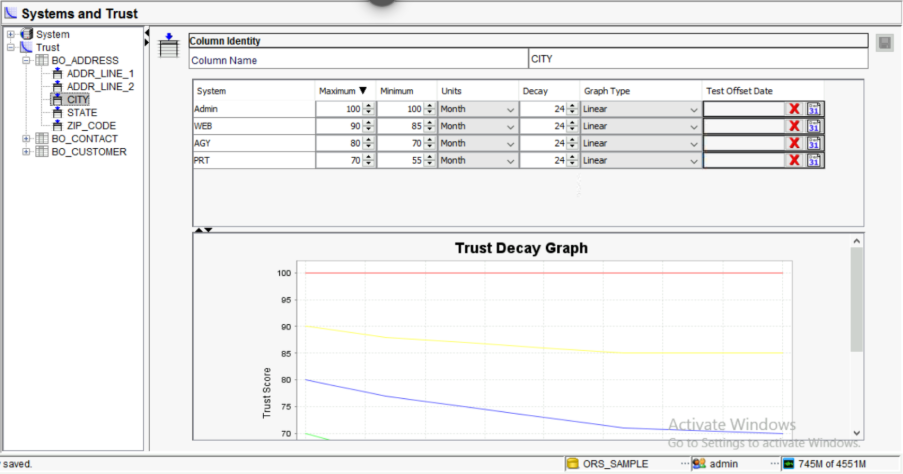 Systems and Trust
System
Trust
BO_ADDRESS
ADDR_LINE_1
ADDR_LINE_2
CITY
STATE
ZIP_CODE
BO_CONTACT
BO_CUSTOMER
Column Identity
Column Name CITY
System Maximum ▼ Minimum Units Decay Graph Type Test Offset Date
Admin 100 100 Month 24 Linear 31
WEB 90 85 Month 24 Linear 31
AGY 80 70 Month 24 Linear 31
PRT 70 55 Month 24 Linear 31
Trust Decay Graph
Trust Score
100
95
90
85
80
75
70
Activate Windows
Go to Settings to activate Windows.
saved. ORS_SAMPLE ... admin ... 745M of 4551M